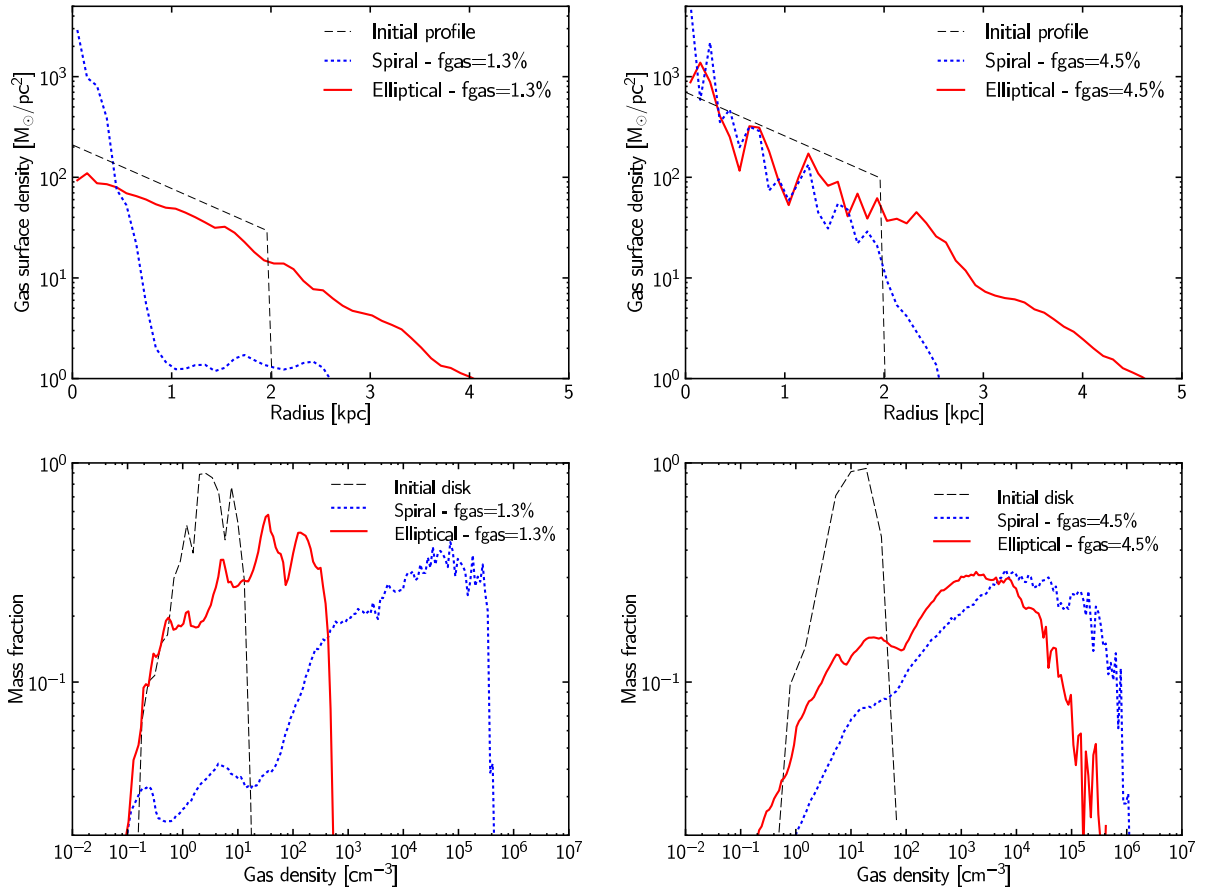 Gas surface density [M⊙/pc²]
10³
10²
10¹
10⁰
Initial profile
Spiral - fgas=1.3%
Elliptical - fgas=1.3%
0 1 2 3 4 5
Radius [kpc]
Gas surface density [M⊙/pc²]
10³
10²
10¹
10⁰
Initial profile
Spiral - fgas=4.5%
Elliptical - fgas=4.5%
0 1 2 3 4 5
Radius [kpc]
Mass fraction
10⁰
10⁻¹
Initial disk
Spiral - fgas=1.3%
Elliptical - fgas=1.3%
10⁻² 10⁻¹ 10⁰ 10¹ 10² 10³ 10⁴ 10⁵ 10⁶ 10⁷
Gas density [cm⁻³]
Mass fraction
10⁰
10⁻¹
Initial disk
Spiral - fgas=4.5%
Elliptical - fgas=4.5%
10⁻² 10⁻¹ 10⁰ 10¹ 10² 10³ 10⁴ 10⁵ 10⁶ 10⁷
Gas density [cm⁻³]